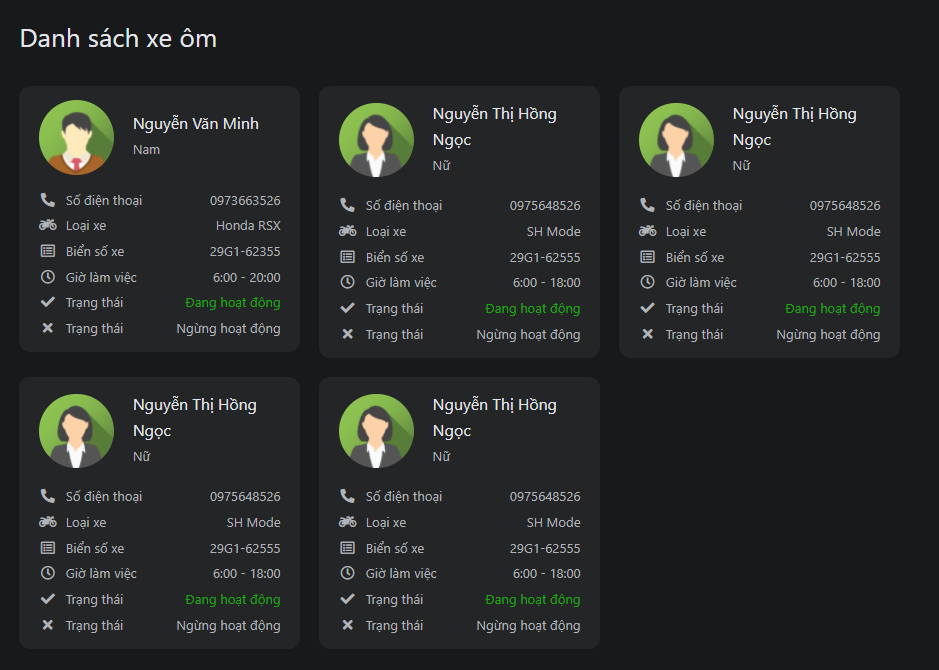 Danh sách xe ôm
Nguyễn Văn Minh
Nam
Số điện thoại 0973663526
Loại xe Honda RSX
Biển số xe 29G1-62355
Giờ làm việc 6:00 - 20:00
Trạng thái Đang hoạt động
Trạng thái Ngừng hoạt động
Nguyễn Thị Hồng
Ngọc
Nữ
Số điện thoại 0975648526
Loại xe SH Mode
Biển số xe 29G1-62555
Giờ làm việc 6:00 - 18:00
Trạng thái Đang hoạt động
Trạng thái Ngừng hoạt động
Nguyễn Thị Hồng
Ngọc
Nữ
Số điện thoại 0975648526
Loại xe SH Mode
Biển số xe 29G1-62555
Giờ làm việc 6:00 - 18:00
Trạng thái Đang hoạt động
Trạng thái Ngừng hoạt động
Nguyễn Thị Hồng
Ngọc
Nữ
Số điện thoại 0975648526
Loại xe SH Mode
Biển số xe 29G1-62555
Giờ làm việc 6:00 - 18:00
Trạng thái Đang hoạt động
Trạng thái Ngừng hoạt động
Nguyễn Thị Hồng
Ngọc
Nữ
Số điện thoại 0975648526
Loại xe SH Mode
Biển số xe 29G1-62555
Giờ làm việc 6:00 - 18:00
Trạng thái Đang hoạt động
Trạng thái Ngừng hoạt động